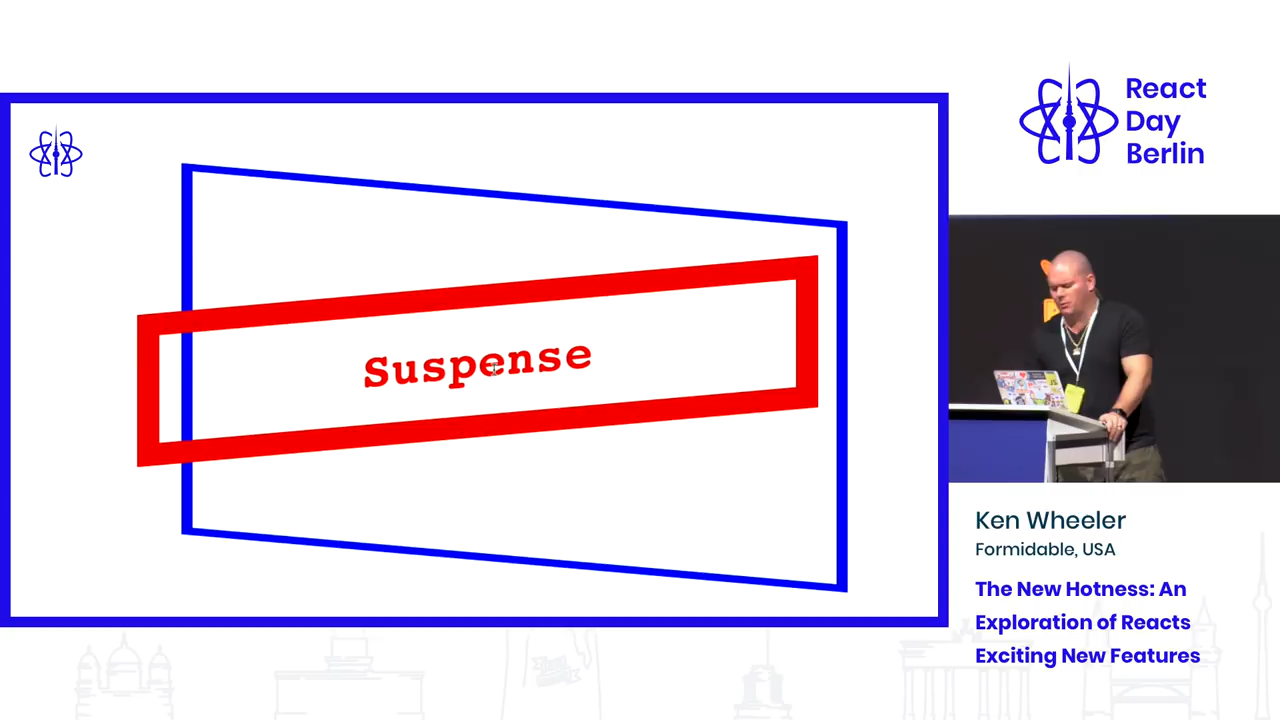 React
Day
Berlin
Suspense
Ken Wheeler
Formidable, USA
The New Hotness: An
Exploration of Reacts
Exciting New Features